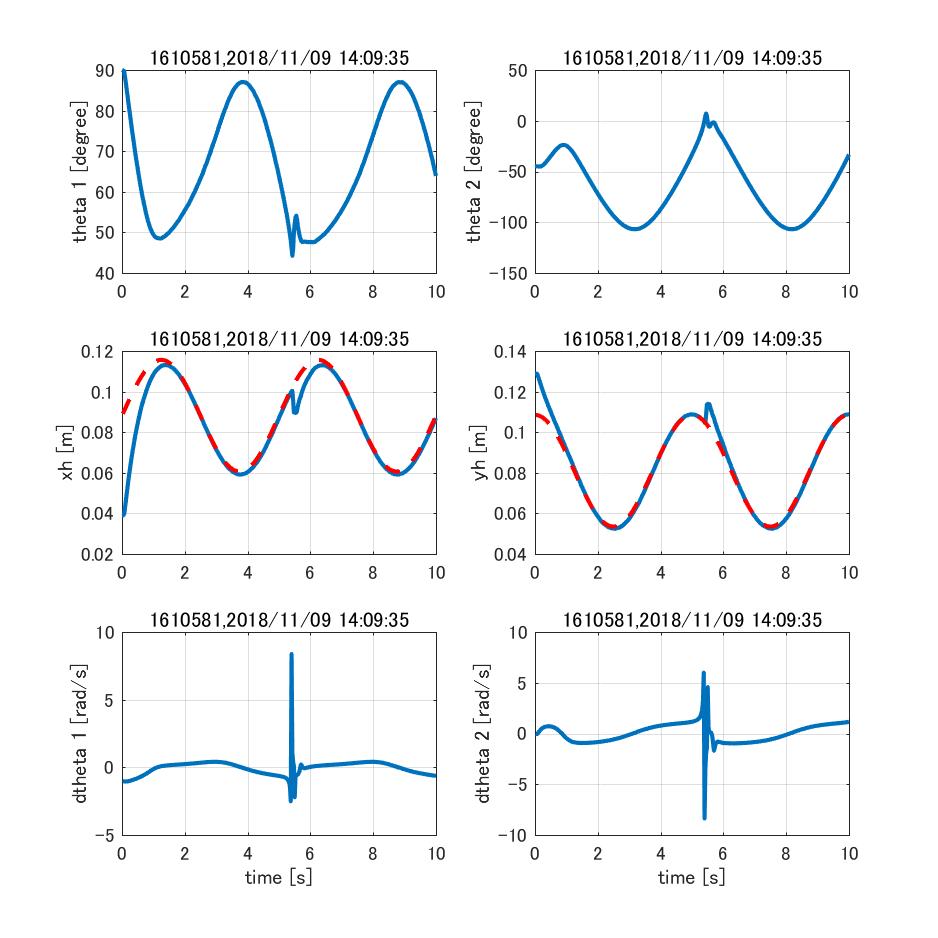 1610581,2018/11/09 14:09:35
theta 1 [degree]
90
80
70
60
50
40
0 2 4 6 8 10
1610581,2018/11/09 14:09:35
theta 2 [degree]
50
0
−50
−100
−150
0 2 4 6 8 10
1610581,2018/11/09 14:09:35
xh [m]
0.12
0.1
0.08
0.06
0.04
0.02
0 2 4 6 8 10
1610581,2018/11/09 14:09:35
yh [m]
0.14
0.12
0.1
0.08
0.06
0.04
0 2 4 6 8 10
1610581,2018/11/09 14:09:35
dtheta 1 [rad/s]
10
5
0
−5
0 2 4 6 8 10
time [s]
1610581,2018/11/09 14:09:35
dtheta 2 [rad/s]
10
5
0
−5
−10
0 2 4 6 8 10
time [s]